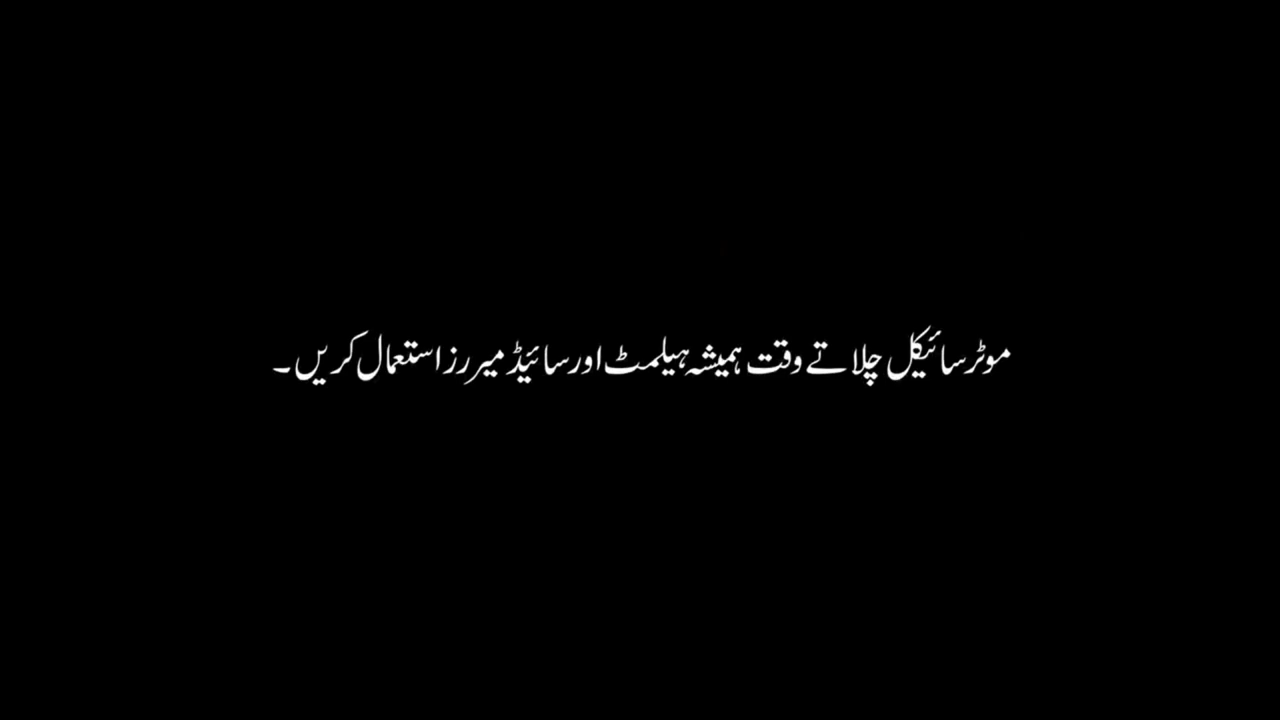 موٹر سائیکل چلاتے وقت ہمیشہ ہیلمٹ اور سائیڈ میررز استعمال کریں۔